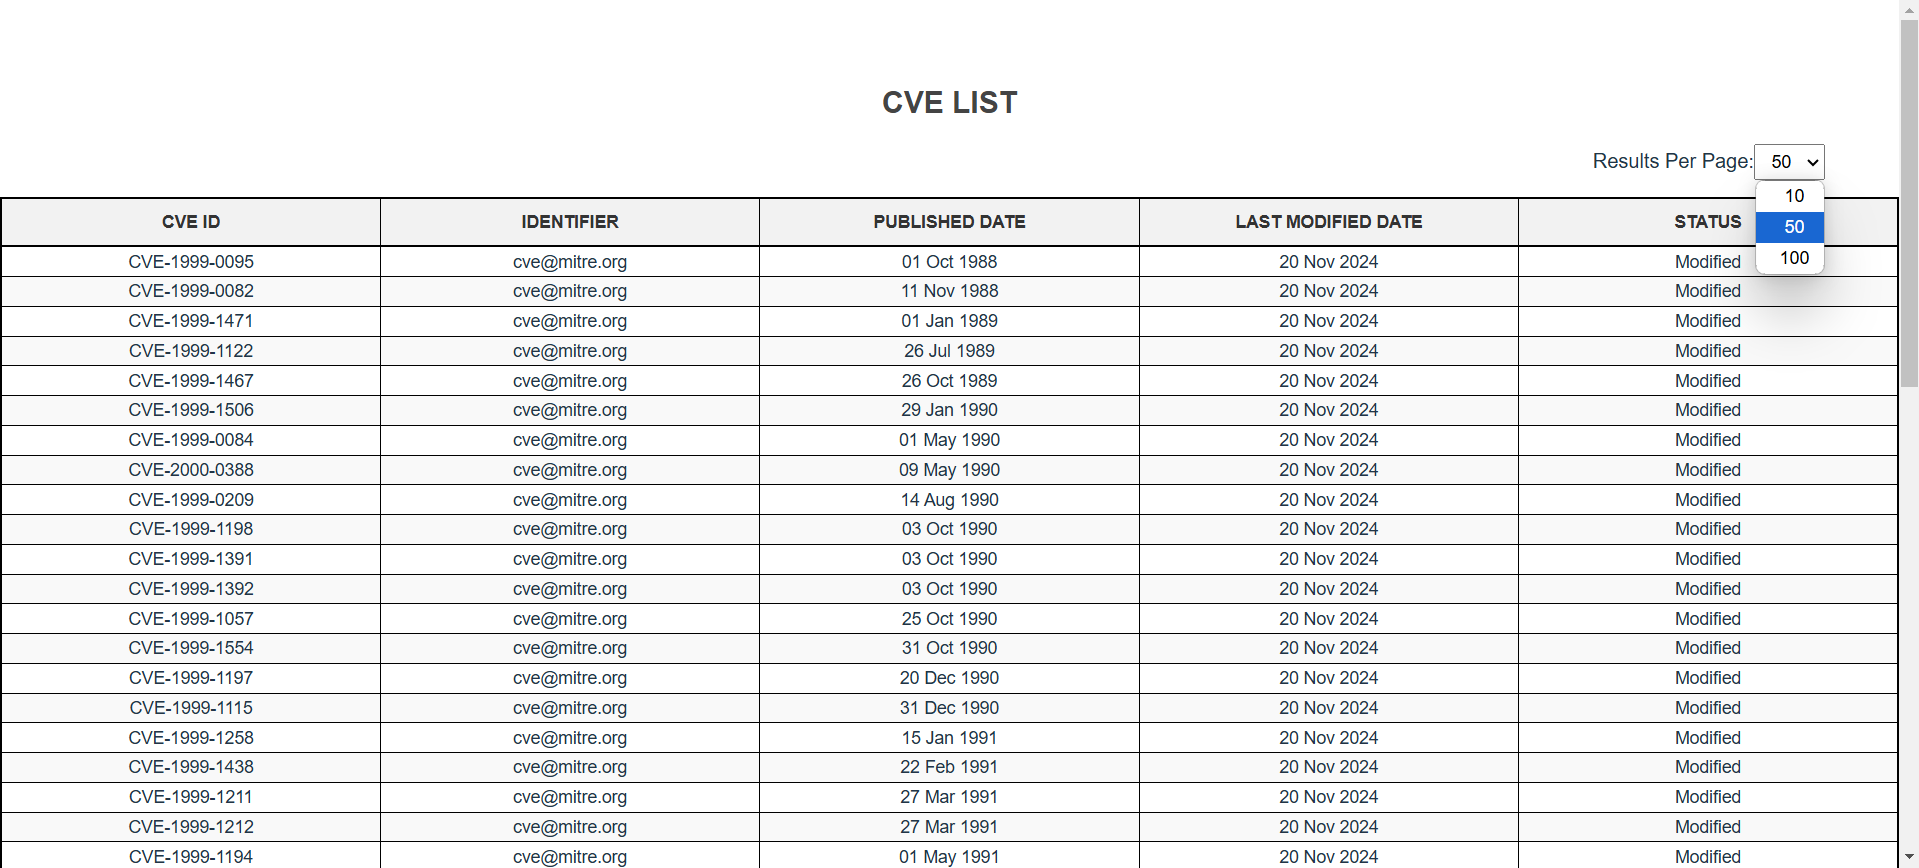 CVE LIST
Results Per Page: 50
10
50
100
CVE ID IDENTIFIER PUBLISHED DATE LAST MODIFIED DATE STATUS
CVE-1999-0095 cve@mitre.org 01 Oct 1988 20 Nov 2024 Modified
CVE-1999-0082 cve@mitre.org 11 Nov 1988 20 Nov 2024 Modified
CVE-1999-1471 cve@mitre.org 01 Jan 1989 20 Nov 2024 Modified
CVE-1999-1122 cve@mitre.org 26 Jul 1989 20 Nov 2024 Modified
CVE-1999-1467 cve@mitre.org 26 Oct 1989 20 Nov 2024 Modified
CVE-1999-1506 cve@mitre.org 29 Jan 1990 20 Nov 2024 Modified
CVE-1999-0084 cve@mitre.org 01 May 1990 20 Nov 2024 Modified
CVE-2000-0388 cve@mitre.org 09 May 1990 20 Nov 2024 Modified
CVE-1999-0209 cve@mitre.org 14 Aug 1990 20 Nov 2024 Modified
CVE-1999-1198 cve@mitre.org 03 Oct 1990 20 Nov 2024 Modified
CVE-1999-1391 cve@mitre.org 03 Oct 1990 20 Nov 2024 Modified
CVE-1999-1392 cve@mitre.org 03 Oct 1990 20 Nov 2024 Modified
CVE-1999-1057 cve@mitre.org 25 Oct 1990 20 Nov 2024 Modified
CVE-1999-1554 cve@mitre.org 31 Oct 1990 20 Nov 2024 Modified
CVE-1999-1197 cve@mitre.org 20 Dec 1990 20 Nov 2024 Modified
CVE-1999-1115 cve@mitre.org 31 Dec 1990 20 Nov 2024 Modified
CVE-1999-1258 cve@mitre.org 15 Jan 1991 20 Nov 2024 Modified
CVE-1999-1438 cve@mitre.org 22 Feb 1991 20 Nov 2024 Modified
CVE-1999-1211 cve@mitre.org 27 Mar 1991 20 Nov 2024 Modified
CVE-1999-1212 cve@mitre.org 27 Mar 1991 20 Nov 2024 Modified
CVE-1999-1194 cve@mitre.org 01 May 1991 20 Nov 2024 Modified